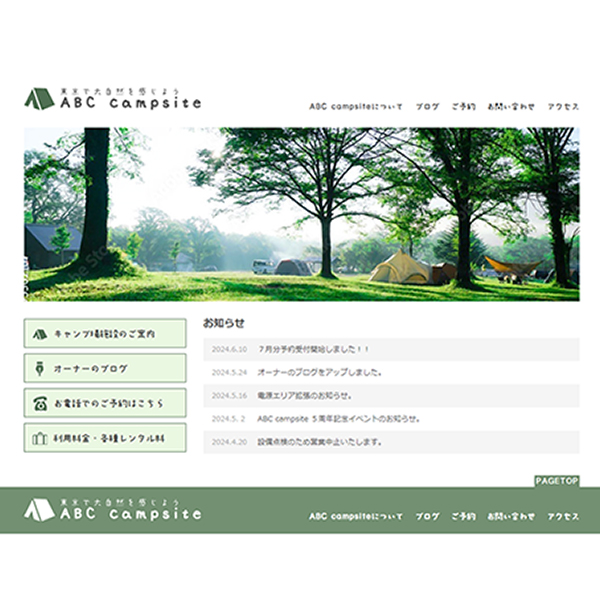 東京で大自然を感じよう
ABC campsite
ABC campsiteについて ブログ ご予約 お問い合わせ アクセス
キャンプ場施設のご案内
オーナーのブログ
お電話でのご予約はこちら
利用料金・各種レンタル料
お知らせ
2024.6.10 7月分予約受付開始しました！！
2024.5.24 オーナーのブログをアップしました。
2024.5.16 電源エリア拡張のお知らせ。
2024.5. 2 ABC campsite 5周年記念イベントのお知らせ。
2024.4.20 設備点検のため営業中止いたします。
PAGETOP
東京で大自然を感じよう
ABC campsite
ABC campsiteについて ブログ ご予約 お問い合わせ アクセス